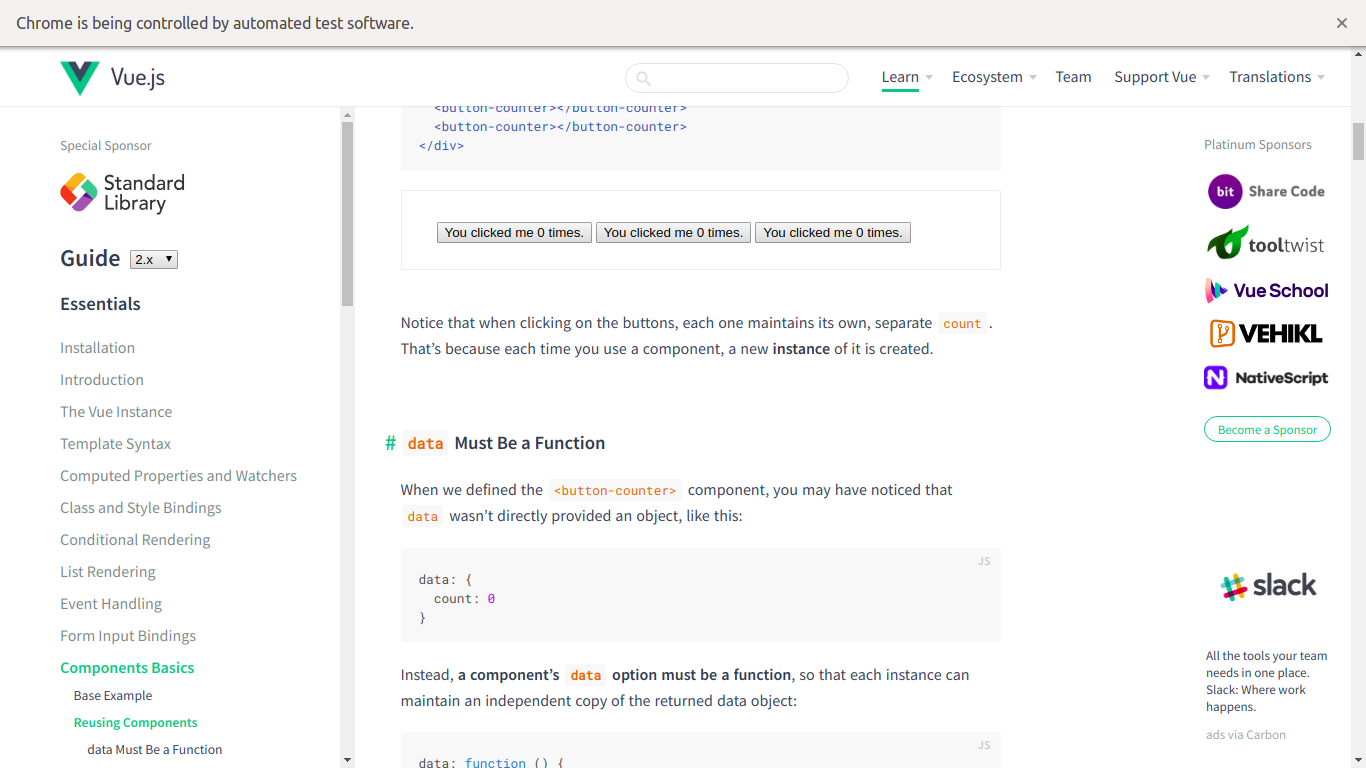 Chrome is being controlled by automated test software.
Vue.js
Learn
Ecosystem
Team
Support Vue
Translations
Special Sponsor
Standard
Library
Guide 2.x
Essentials
Installation
Introduction
The Vue Instance
Template Syntax
Computed Properties and Watchers
Class and Style Bindings
Conditional Rendering
List Rendering
Event Handling
Form Input Bindings
Components Basics
Base Example
Reusing Components
data Must Be a Function
<button-counter></button-counter>
<button-counter></button-counter>
</div>
You clicked me 0 times. You clicked me 0 times. You clicked me 0 times.
Notice that when clicking on the buttons, each one maintains its own, separate count .
That’s because each time you use a component, a new instance of it is created.
# data Must Be a Function
When we defined the <button-counter> component, you may have noticed that
data wasn’t directly provided an object, like this:
JS
data: {
count: 0
}
Instead, a component’s data option must be a function, so that each instance can
maintain an independent copy of the returned data object:
JS
data: function () {
Platinum Sponsors
bit Share Code
tooltwist
Vue School
VEHIKL
NativeScript
Become a Sponsor
slack
All the tools your team
needs in one place.
Slack: Where work
happens.
ads via Carbon